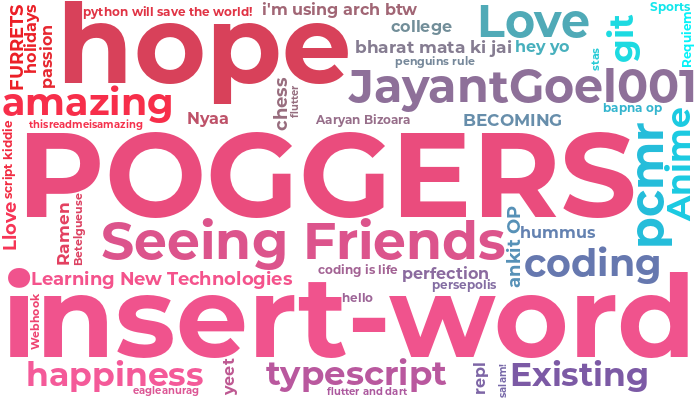 python will save the world!
i'm using arch btw
Sports
FURRETS
holidays
passion
hope
college
Love
git
Requiem
bharat mata ki jai
hey yo
stas
penguins rule
JayantGoel001
amazing
chess
flutter
bapna op
thisreadmeisamazing
Nyaa
Aaryan Bizoara
BECOMING
script kiddie
Llove
POGGERS
pcmr
Anime
Ramen
Betelgueuse
Seeing Friends
ankit OP
hummus
coding
Learning New Technologies
coding is life
perfection
persepolis
Webhook
hello
insert-word
happiness
eagleanurag
yeet
typescript
flutter and dart
repl
salam!
Existing